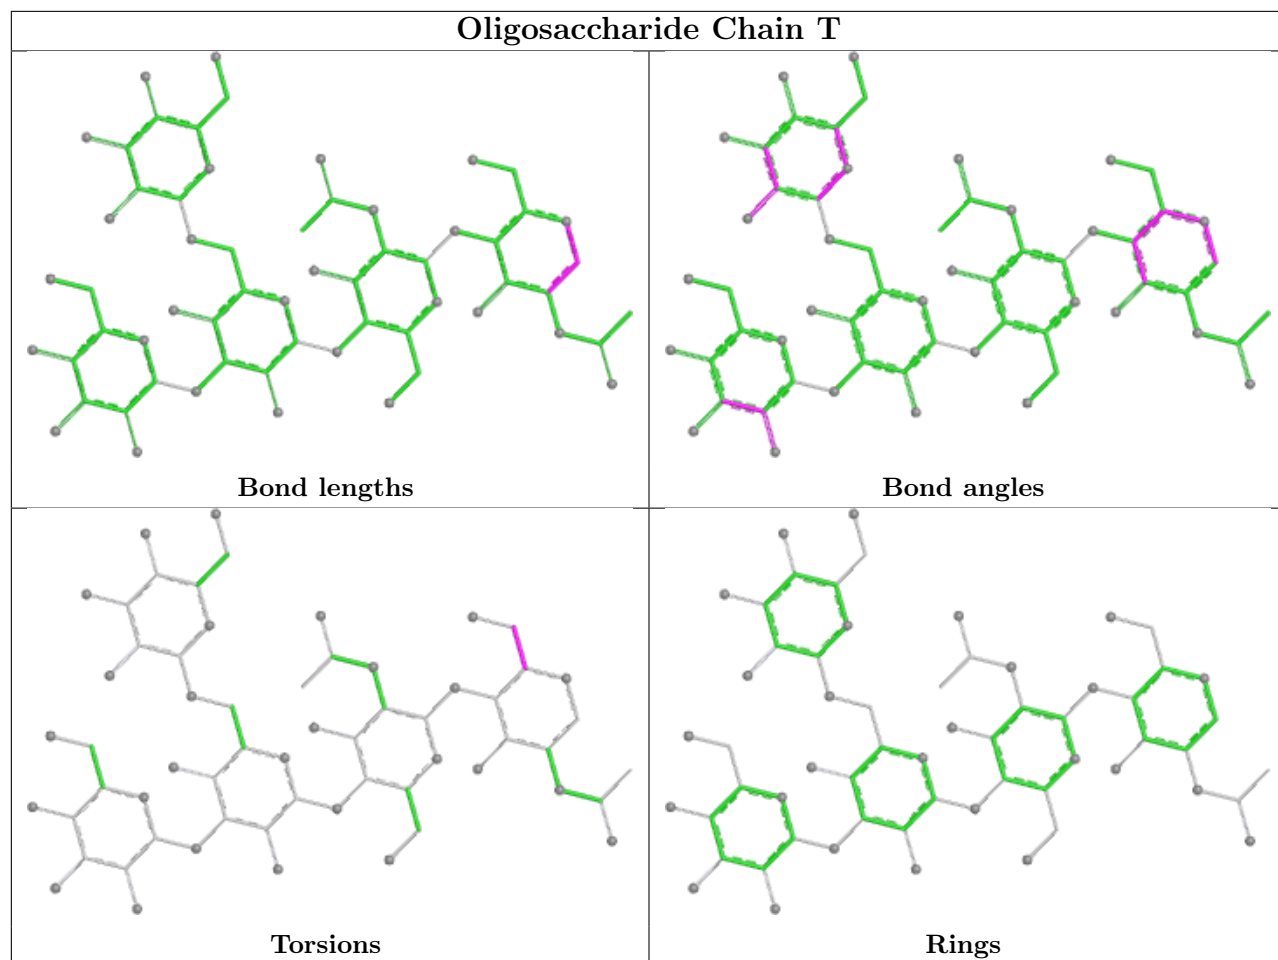 Oligosaccharide Chain T
Bond lengths
Bond angles
Torsions
Rings